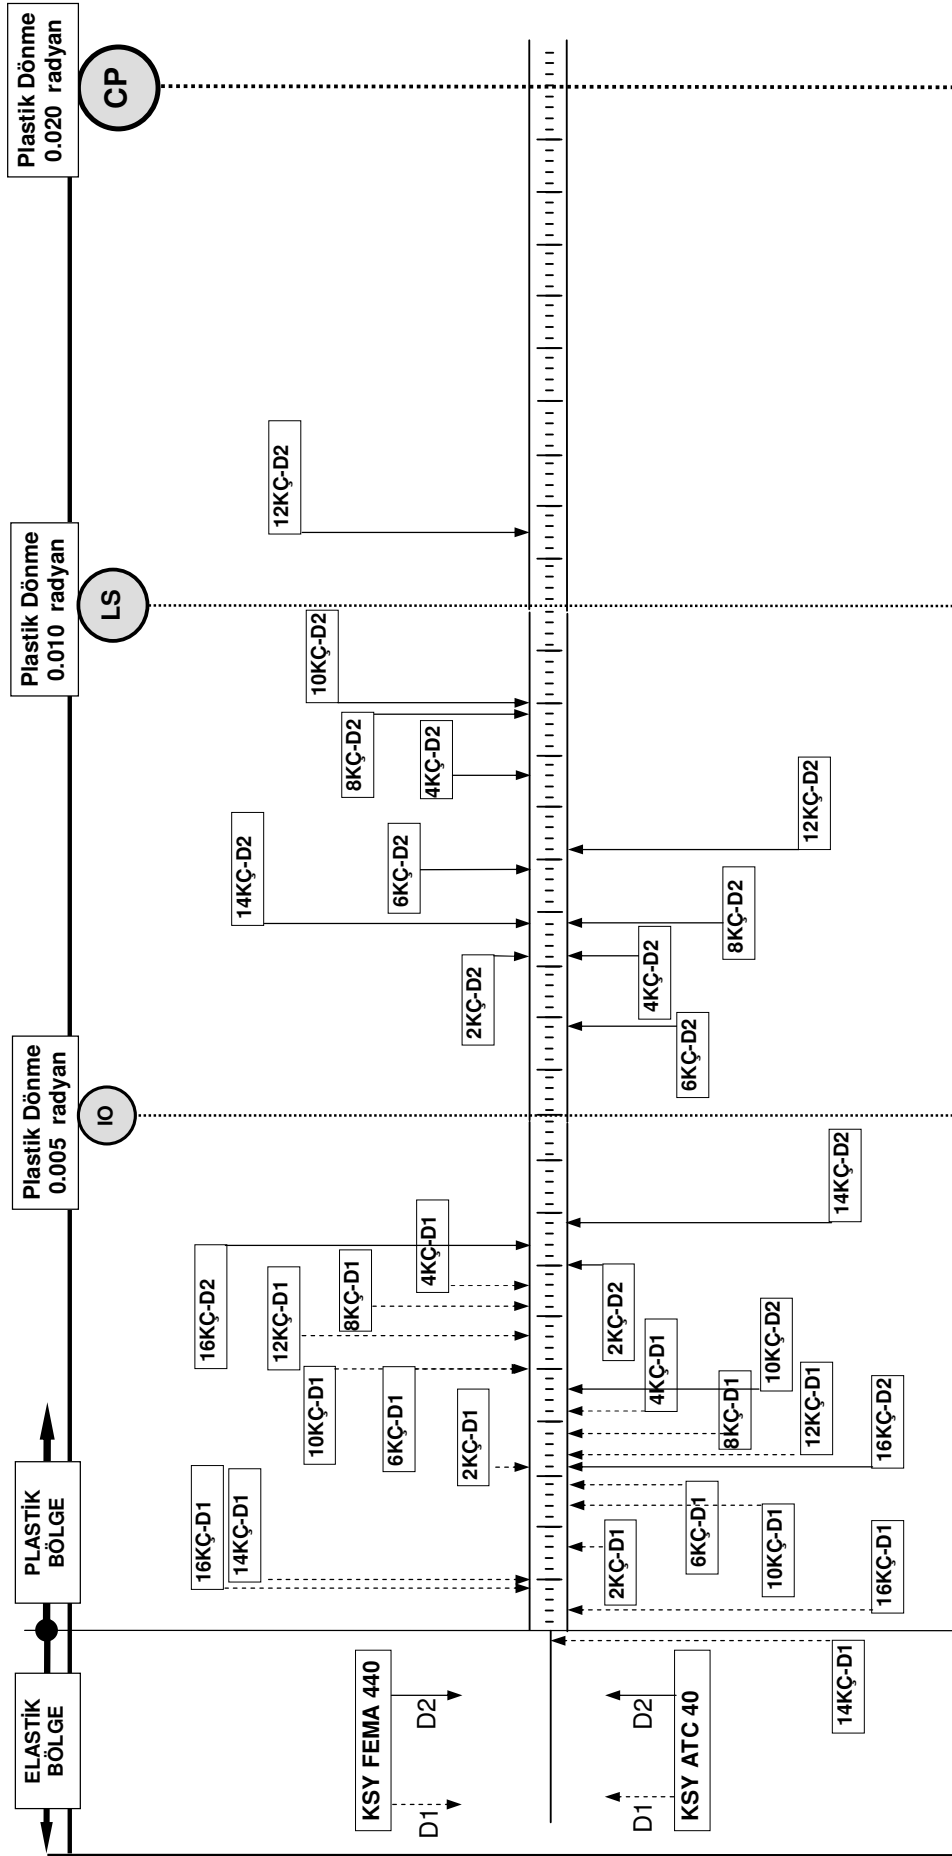 ELASTİK
BÖLGE
PLASTİK
BÖLGE
Plastik Dönme
0.005 radyan
Plastik Dönme
0.010 radyan
Plastik Dönme
0.020 radyan
IO
LS
CP
16KÇ-D1
16KÇ-D2
14KÇ-D1
14KÇ-D2
12KÇ-D1
12KÇ-D2
10KÇ-D1
10KÇ-D2
8KÇ-D1
8KÇ-D2
6KÇ-D1
6KÇ-D2
4KÇ-D1
4KÇ-D2
2KÇ-D1
2KÇ-D2
KSY FEMA 440
D1
D2
D1
D2
KSY ATC 40
2KÇ-D1
2KÇ-D2
4KÇ-D1
4KÇ-D2
6KÇ-D1
6KÇ-D2
8KÇ-D1
8KÇ-D2
10KÇ-D1
10KÇ-D2
12KÇ-D1
12KÇ-D2
14KÇ-D1
14KÇ-D2
16KÇ-D1
16KÇ-D2